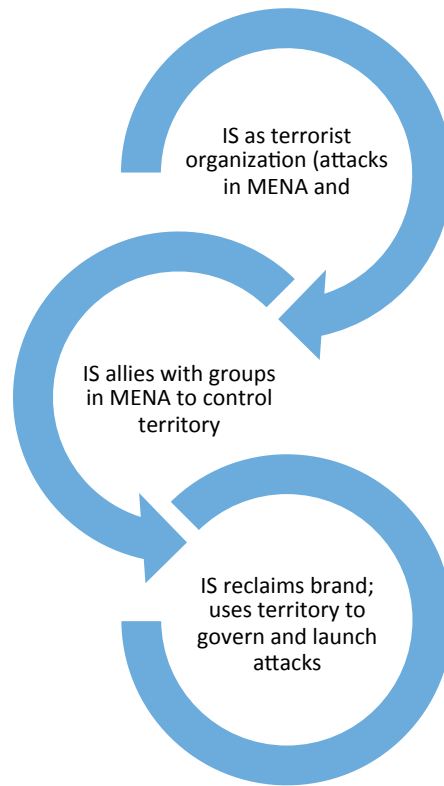 IS as terrorist
organization (attacks
in MENA and
IS allies with groups
in MENA to control
territory
IS reclaims brand;
uses territory to
govern and launch
attacks